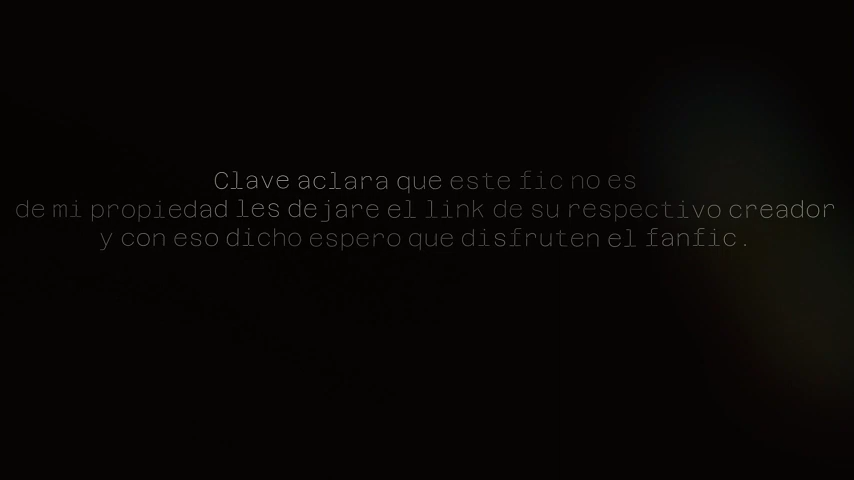 Clave aclara que este fic no es
de mi propiedad les dejare el link de su respectivo creador
y con eso dicho espero que disfruten el fanfic.